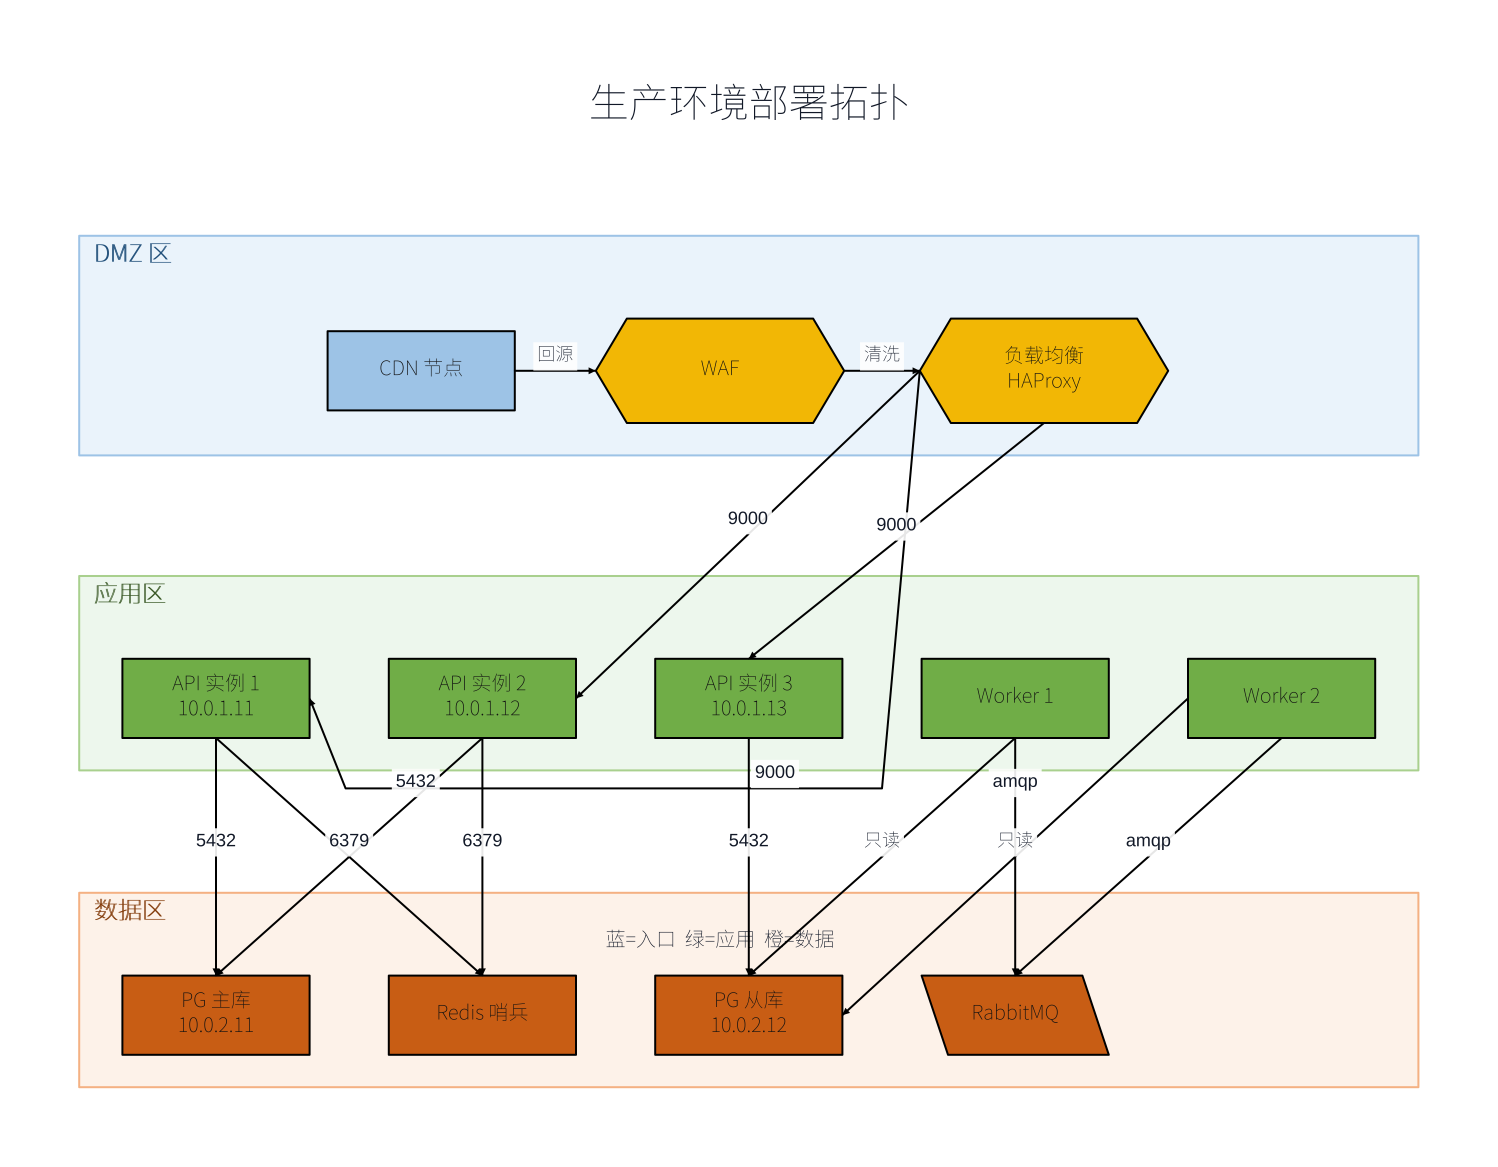 生产环境部署拓扑
DMZ 区
CDN 节点
回源
WAF
清洗
负载均衡
HAProxy
9000
9000
应用区
API 实例 1
10.0.1.11
API 实例 2
10.0.1.12
API 实例 3
10.0.1.13
Worker 1
Worker 2
5432
9000
amqp
5432
6379
6379
5432
只读
只读
amqp
数据区
蓝=入口 绿=应用 橙=数据
PG 主库
10.0.2.11
Redis 哨兵
PG 从库
10.0.2.12
RabbitMQ